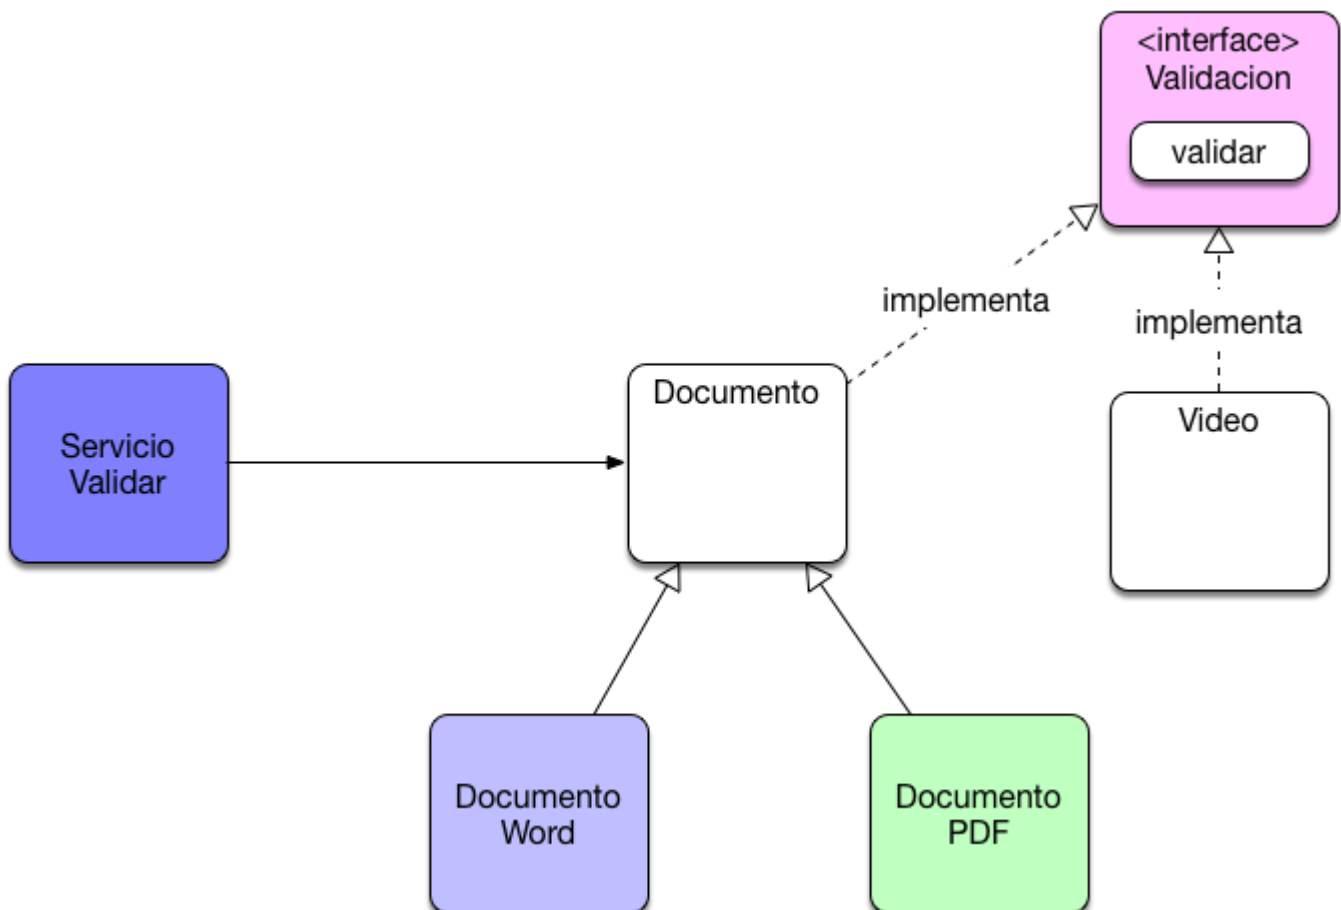 <interface>
Validacion
validar
implementa
implementa
Documento
Video
Servicio
Validar
Documento
Word
Documento
PDF